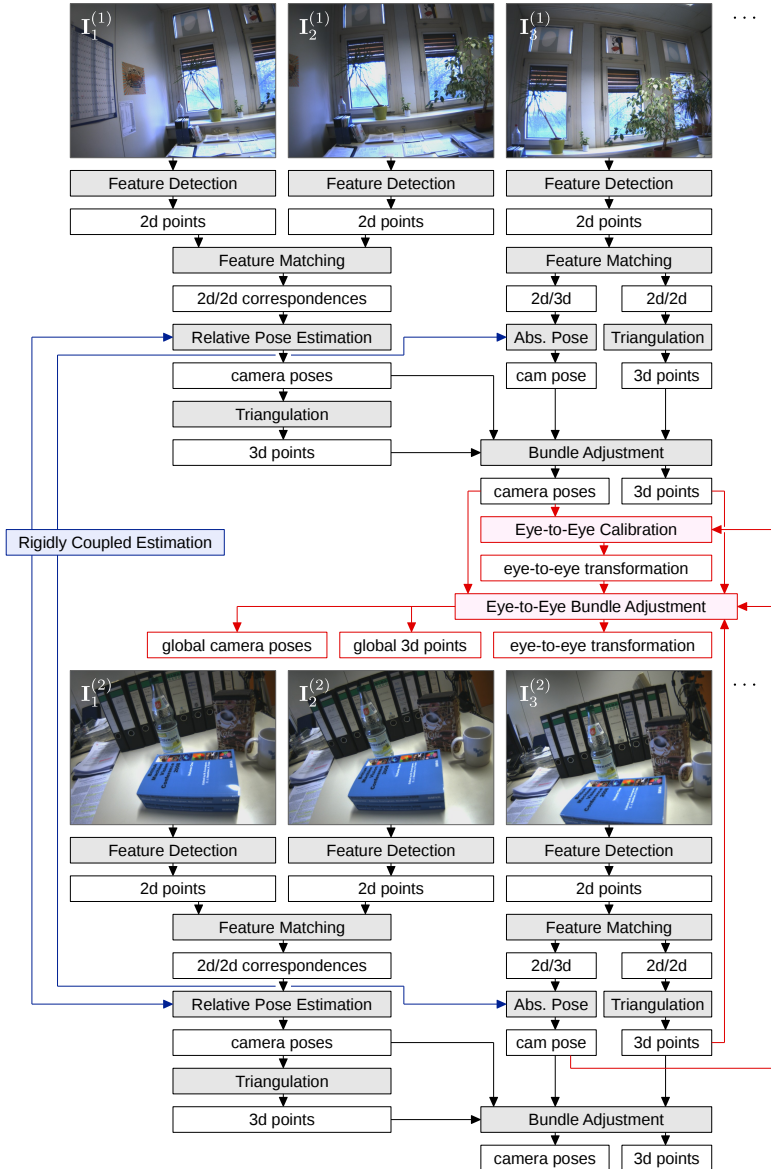 I₁⁽¹⁾ I₂⁽¹⁾ I₃⁽¹⁾ ...
Feature Detection Feature Detection Feature Detection
2d points 2d points 2d points
Feature Matching Feature Matching
2d/2d correspondences 2d/3d 2d/2d
Relative Pose Estimation Abs. Pose Triangulation
camera poses cam pose 3d points
Triangulation
3d points Bundle Adjustment
camera poses 3d points
Eye-to-Eye Calibration
Rigidly Coupled Estimation
eye-to-eye transformation
Eye-to-Eye Bundle Adjustment
global camera poses global 3d points eye-to-eye transformation
I₁⁽²⁾ I₂⁽²⁾ I₃⁽²⁾ ...
Feature Detection Feature Detection Feature Detection
2d points 2d points 2d points
Feature Matching Feature Matching
2d/2d correspondences 2d/3d 2d/2d
Relative Pose Estimation Abs. Pose Triangulation
camera poses cam pose 3d points
Triangulation
3d points Bundle Adjustment
camera poses 3d points